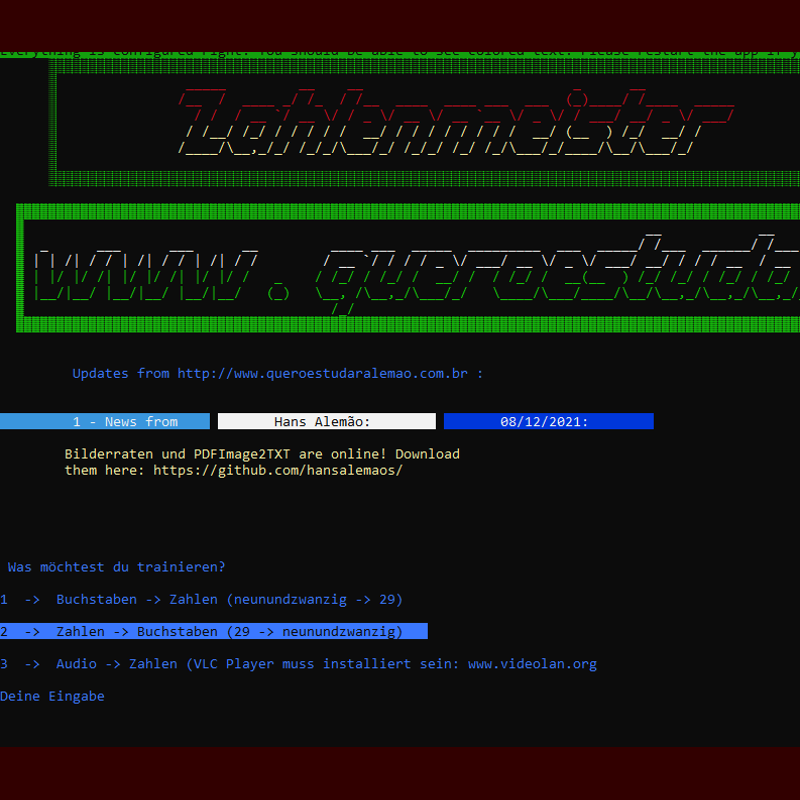 Everything is configured right. You should be able to see colored text. Please restart the app if y
Zahlenmeister
www. queroestuda
Updates from http://www.queroestudaralemao.com.br :
1 - News from Hans Alemão: 08/12/2021:
Bilderraten und PDFImage2TXT are online! Download
them here: https://github.com/hansalemaos/
Was möchtest du trainieren?
1 -> Buchstaben -> Zahlen (neunundzwanzig -> 29)
2 -> Zahlen -> Buchstaben (29 -> neunundzwanzig)
3 -> Audio -> Zahlen (VLC Player muss installiert sein: www.videolan.org
Deine Eingabe